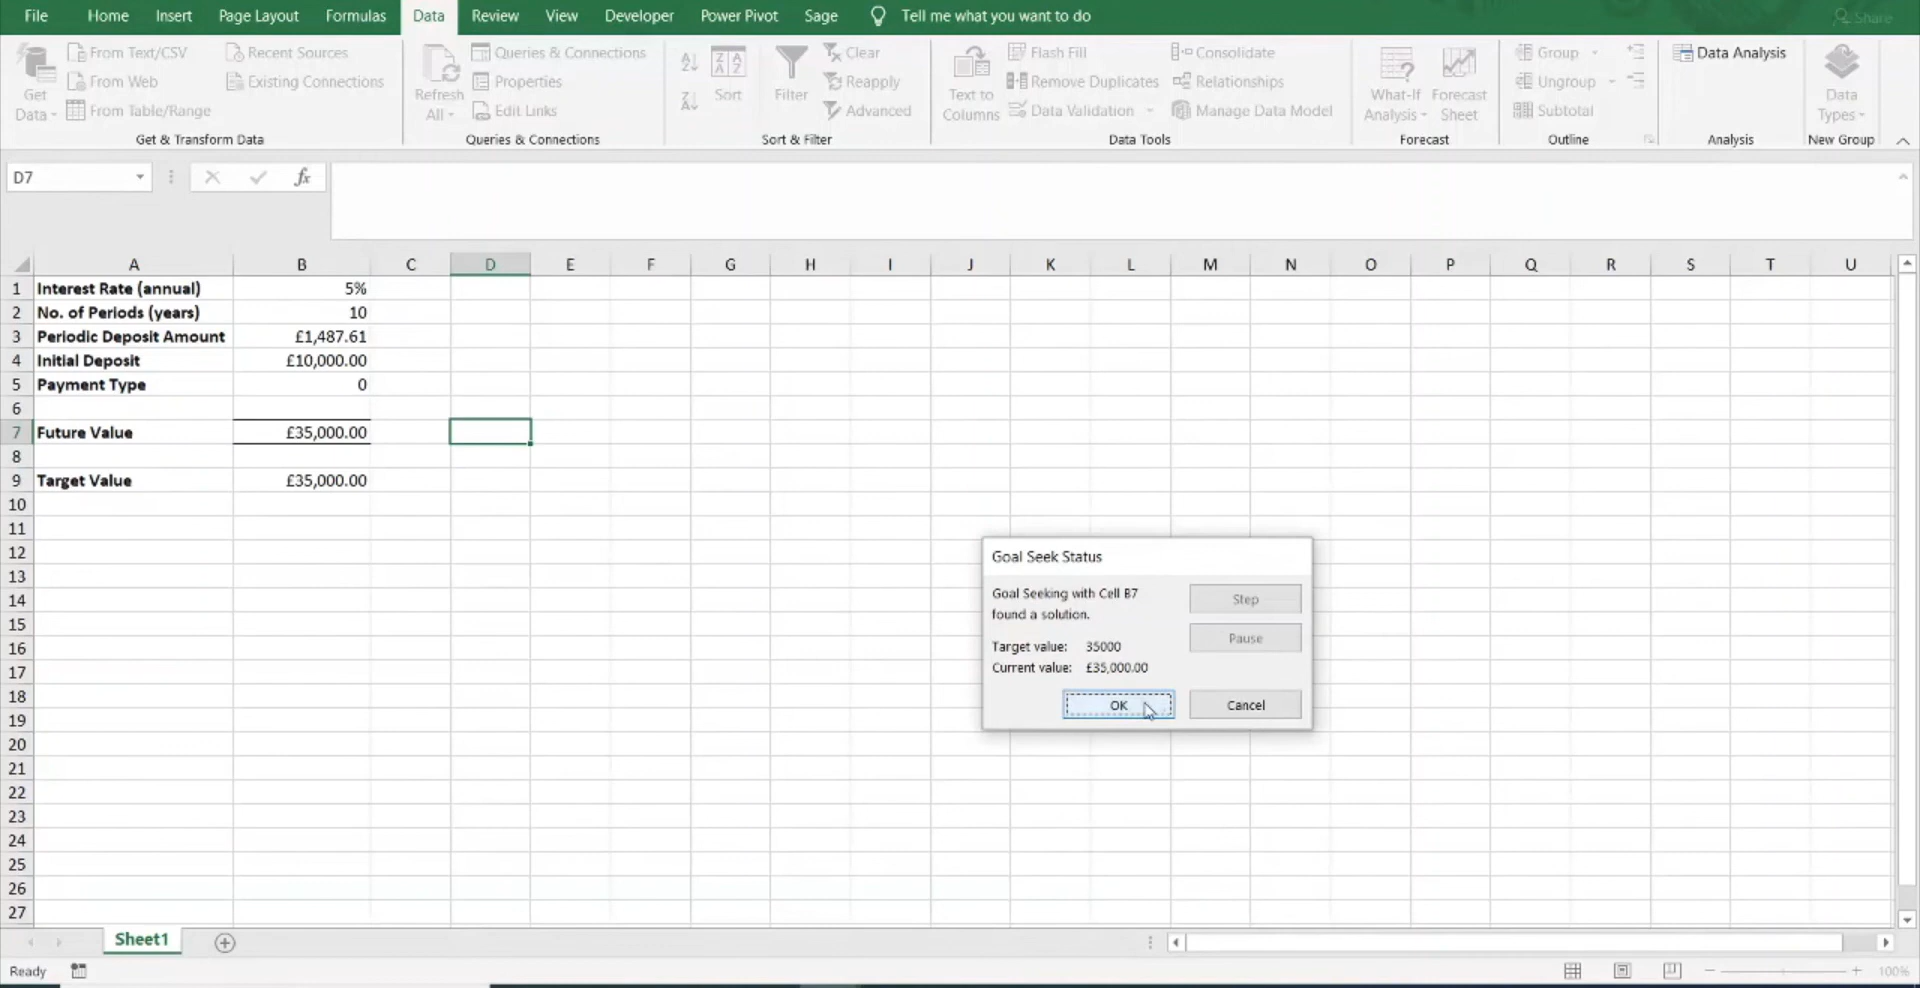 File Home Insert Page Layout Formulas Data Review View Developer Power Pivot Sage Tell me what you want to do Share
Get Data
From Text/CSV
From Web
From Table/Range
Recent Sources
Existing Connections
Get & Transform Data
Refresh All
Queries & Connections
Properties
Edit Links
Queries & Connections
Sort
Filter
Clear
Reapply
Advanced
Sort & Filter
Text to Columns
Flash Fill
Remove Duplicates
Data Validation
Consolidate
Relationships
Manage Data Model
Data Tools
What-If Analysis
Forecast Sheet
Forecast
Group
Ungroup
Subtotal
Outline
Data Analysis
Analysis
Data Types
New Group
D7 fx
A B C D E F G H I J K L M N O P Q R S T U
1 Interest Rate (annual) 5%
2 No. of Periods (years) 10
3 Periodic Deposit Amount £1,487.61
4 Initial Deposit £10,000.00
5 Payment Type 0
6
7 Future Value £35,000.00
8
9 Target Value £35,000.00
10
11
12
13
14
15
16
17
18
19
20
21
22
23
24
25
26
27
Goal Seek Status
Goal Seeking with Cell B7
found a solution.
Target value: 35000
Current value: £35,000.00
Step
Pause
OK Cancel
Sheet1
Ready 100%